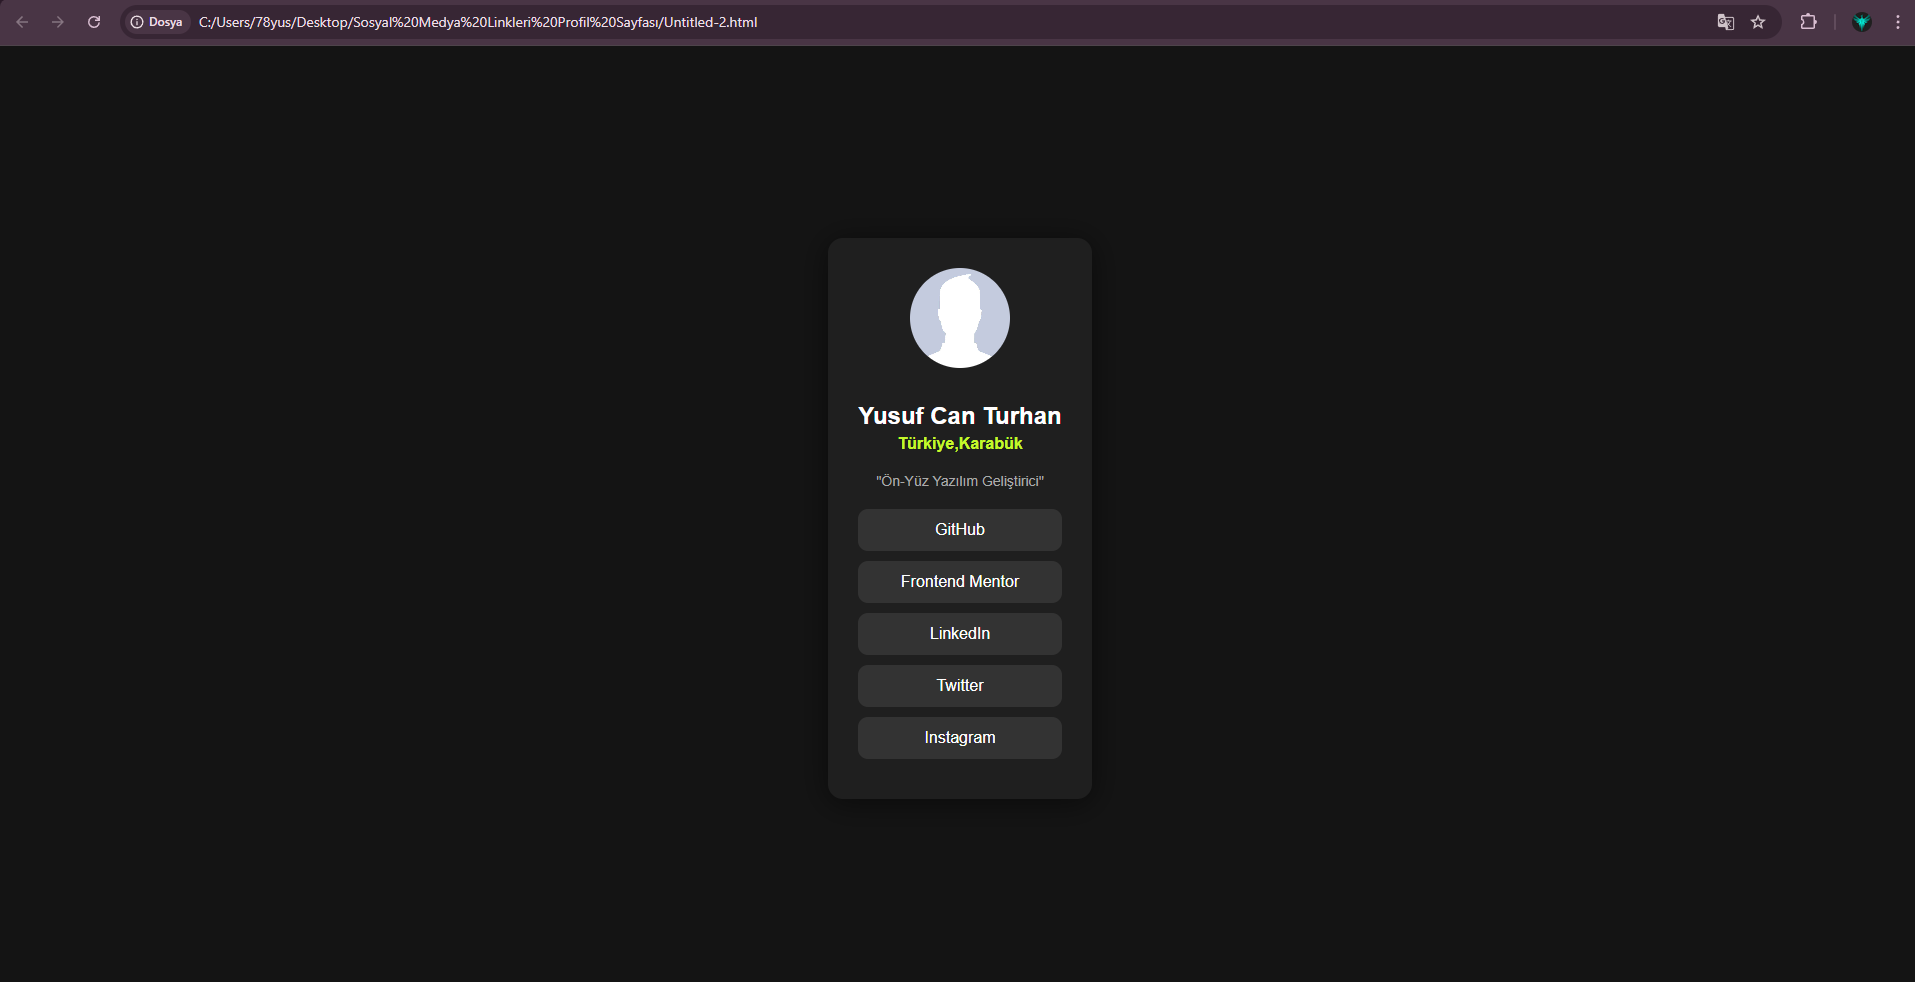 Dosya C:/Users/78yus/Desktop/Sosyal%20Medya%20Linkleri%20Profil%20Sayfası/Untitled-2.html
Yusuf Can Turhan
Türkiye,Karabük
"Ön-Yüz Yazılım Geliştirici"
GitHub
Frontend Mentor
LinkedIn
Twitter
Instagram